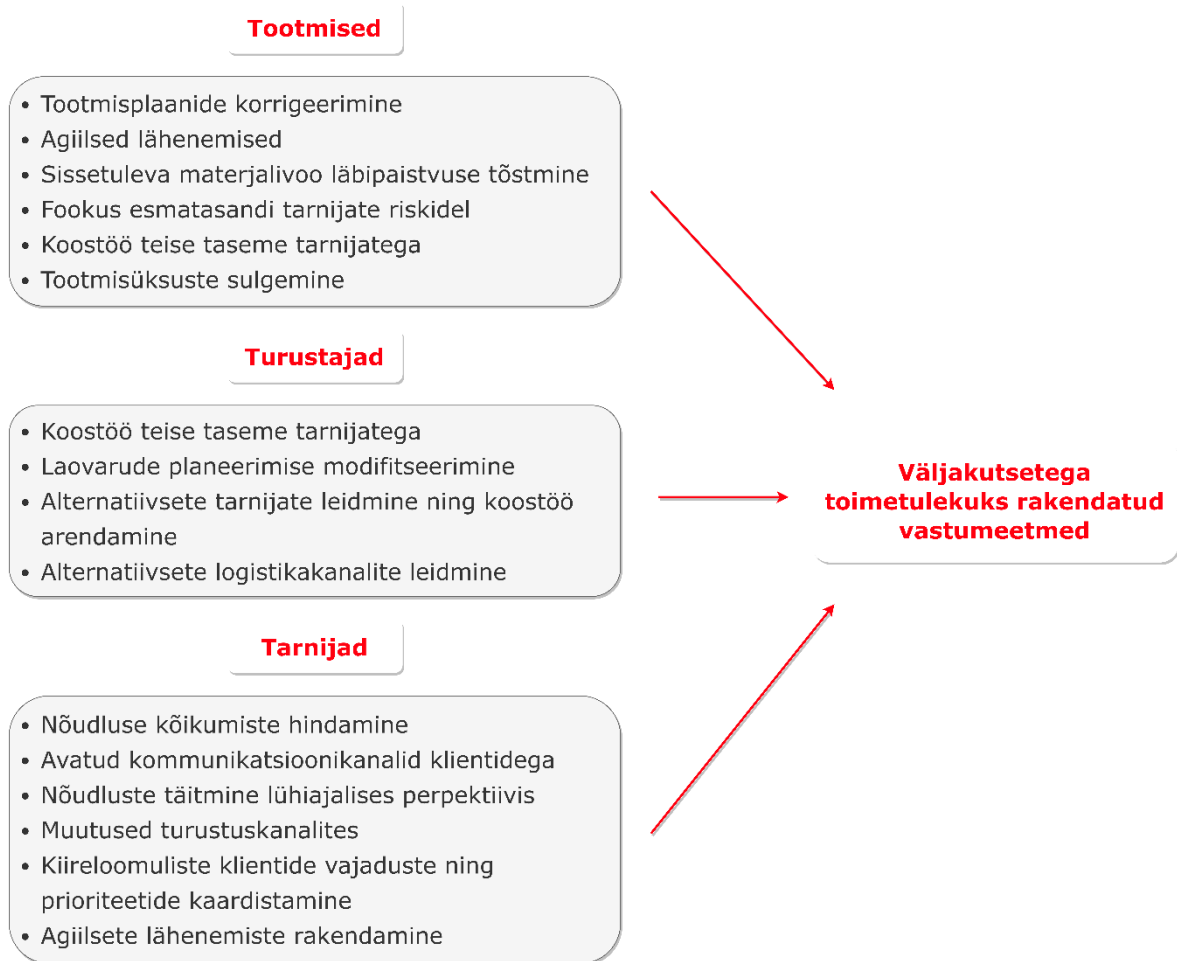 Tootmised
• Tootmisplaanide korrigeerimine
• Agiilsed lähenemised
• Sissetuleva materjalivoo läbipaistvuse tõstmine
• Fookus esmatasandi tarnijate riskidel
• Koostöö teise taseme tarnijatega
• Tootmisüksuste sulgemine
Turustajad
• Koostöö teise taseme tarnijatega
• Laovarude planeerimise modifitseerimine
• Alternatiivsete tarnijate leidmine ning koostöö
arendamine
• Alternatiivsete logistikakanalite leidmine
Tarnijad
• Nõudluse kõikumiste hindamine
• Avatud kommunikatsioonikanalid klientidega
• Nõudluste täitmine lühiajalises perpektiivis
• Muutused turustuskanalites
• Kiireloomuliste klientide vajaduste ning
prioriteetide kaardistamine
• Agiilsete lähenemiste rakendamine
Väljakutsetega
toimetulekuks rakendatud
vastumeetmed